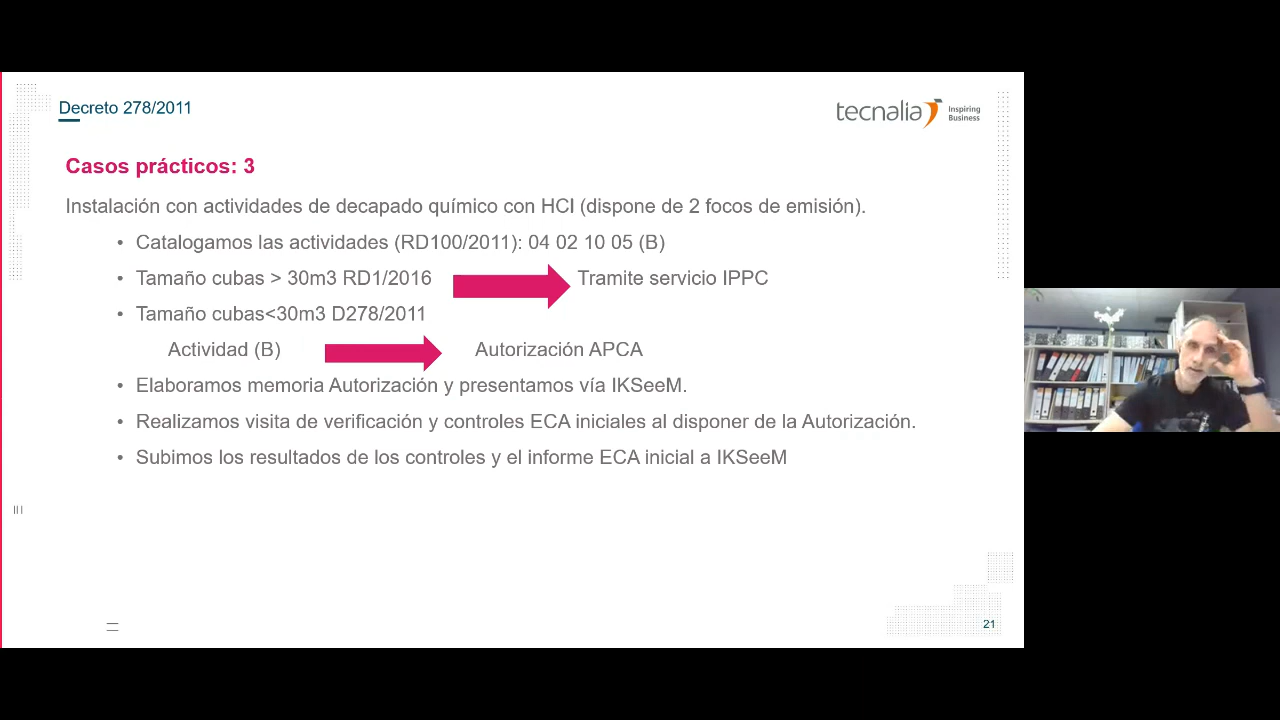 Decreto 278/2011
tecnalia Inspiring Business
Casos prácticos: 3
Instalación con actividades de decapado químico con HCl (dispone de 2 focos de emisión).
• Catalogamos las actividades (RD100/2011): 04 02 10 05 (B)
• Tamaño cubas > 30m3 RD1/2016 Tramite servicio IPPC
• Tamaño cubas<30m3 D278/2011
Actividad (B) Autorización APCA
• Elaboramos memoria Autorización y presentamos vía IKSeeM.
• Realizamos visita de verificación y controles ECA iniciales al disponer de la Autorización.
• Subimos los resultados de los controles y el informe ECA inicial a IKSeeM
21